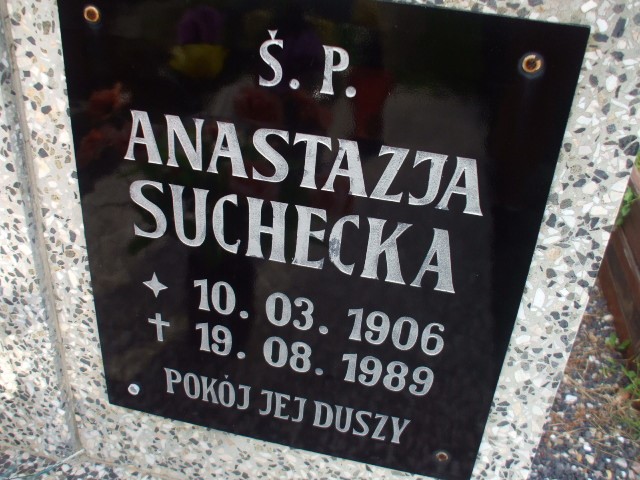 Ś. P.
ANASTAZJA
SUCHECKA
10. 03. 1906
19. 08. 1989
POKÓJ JEJ DUSZY